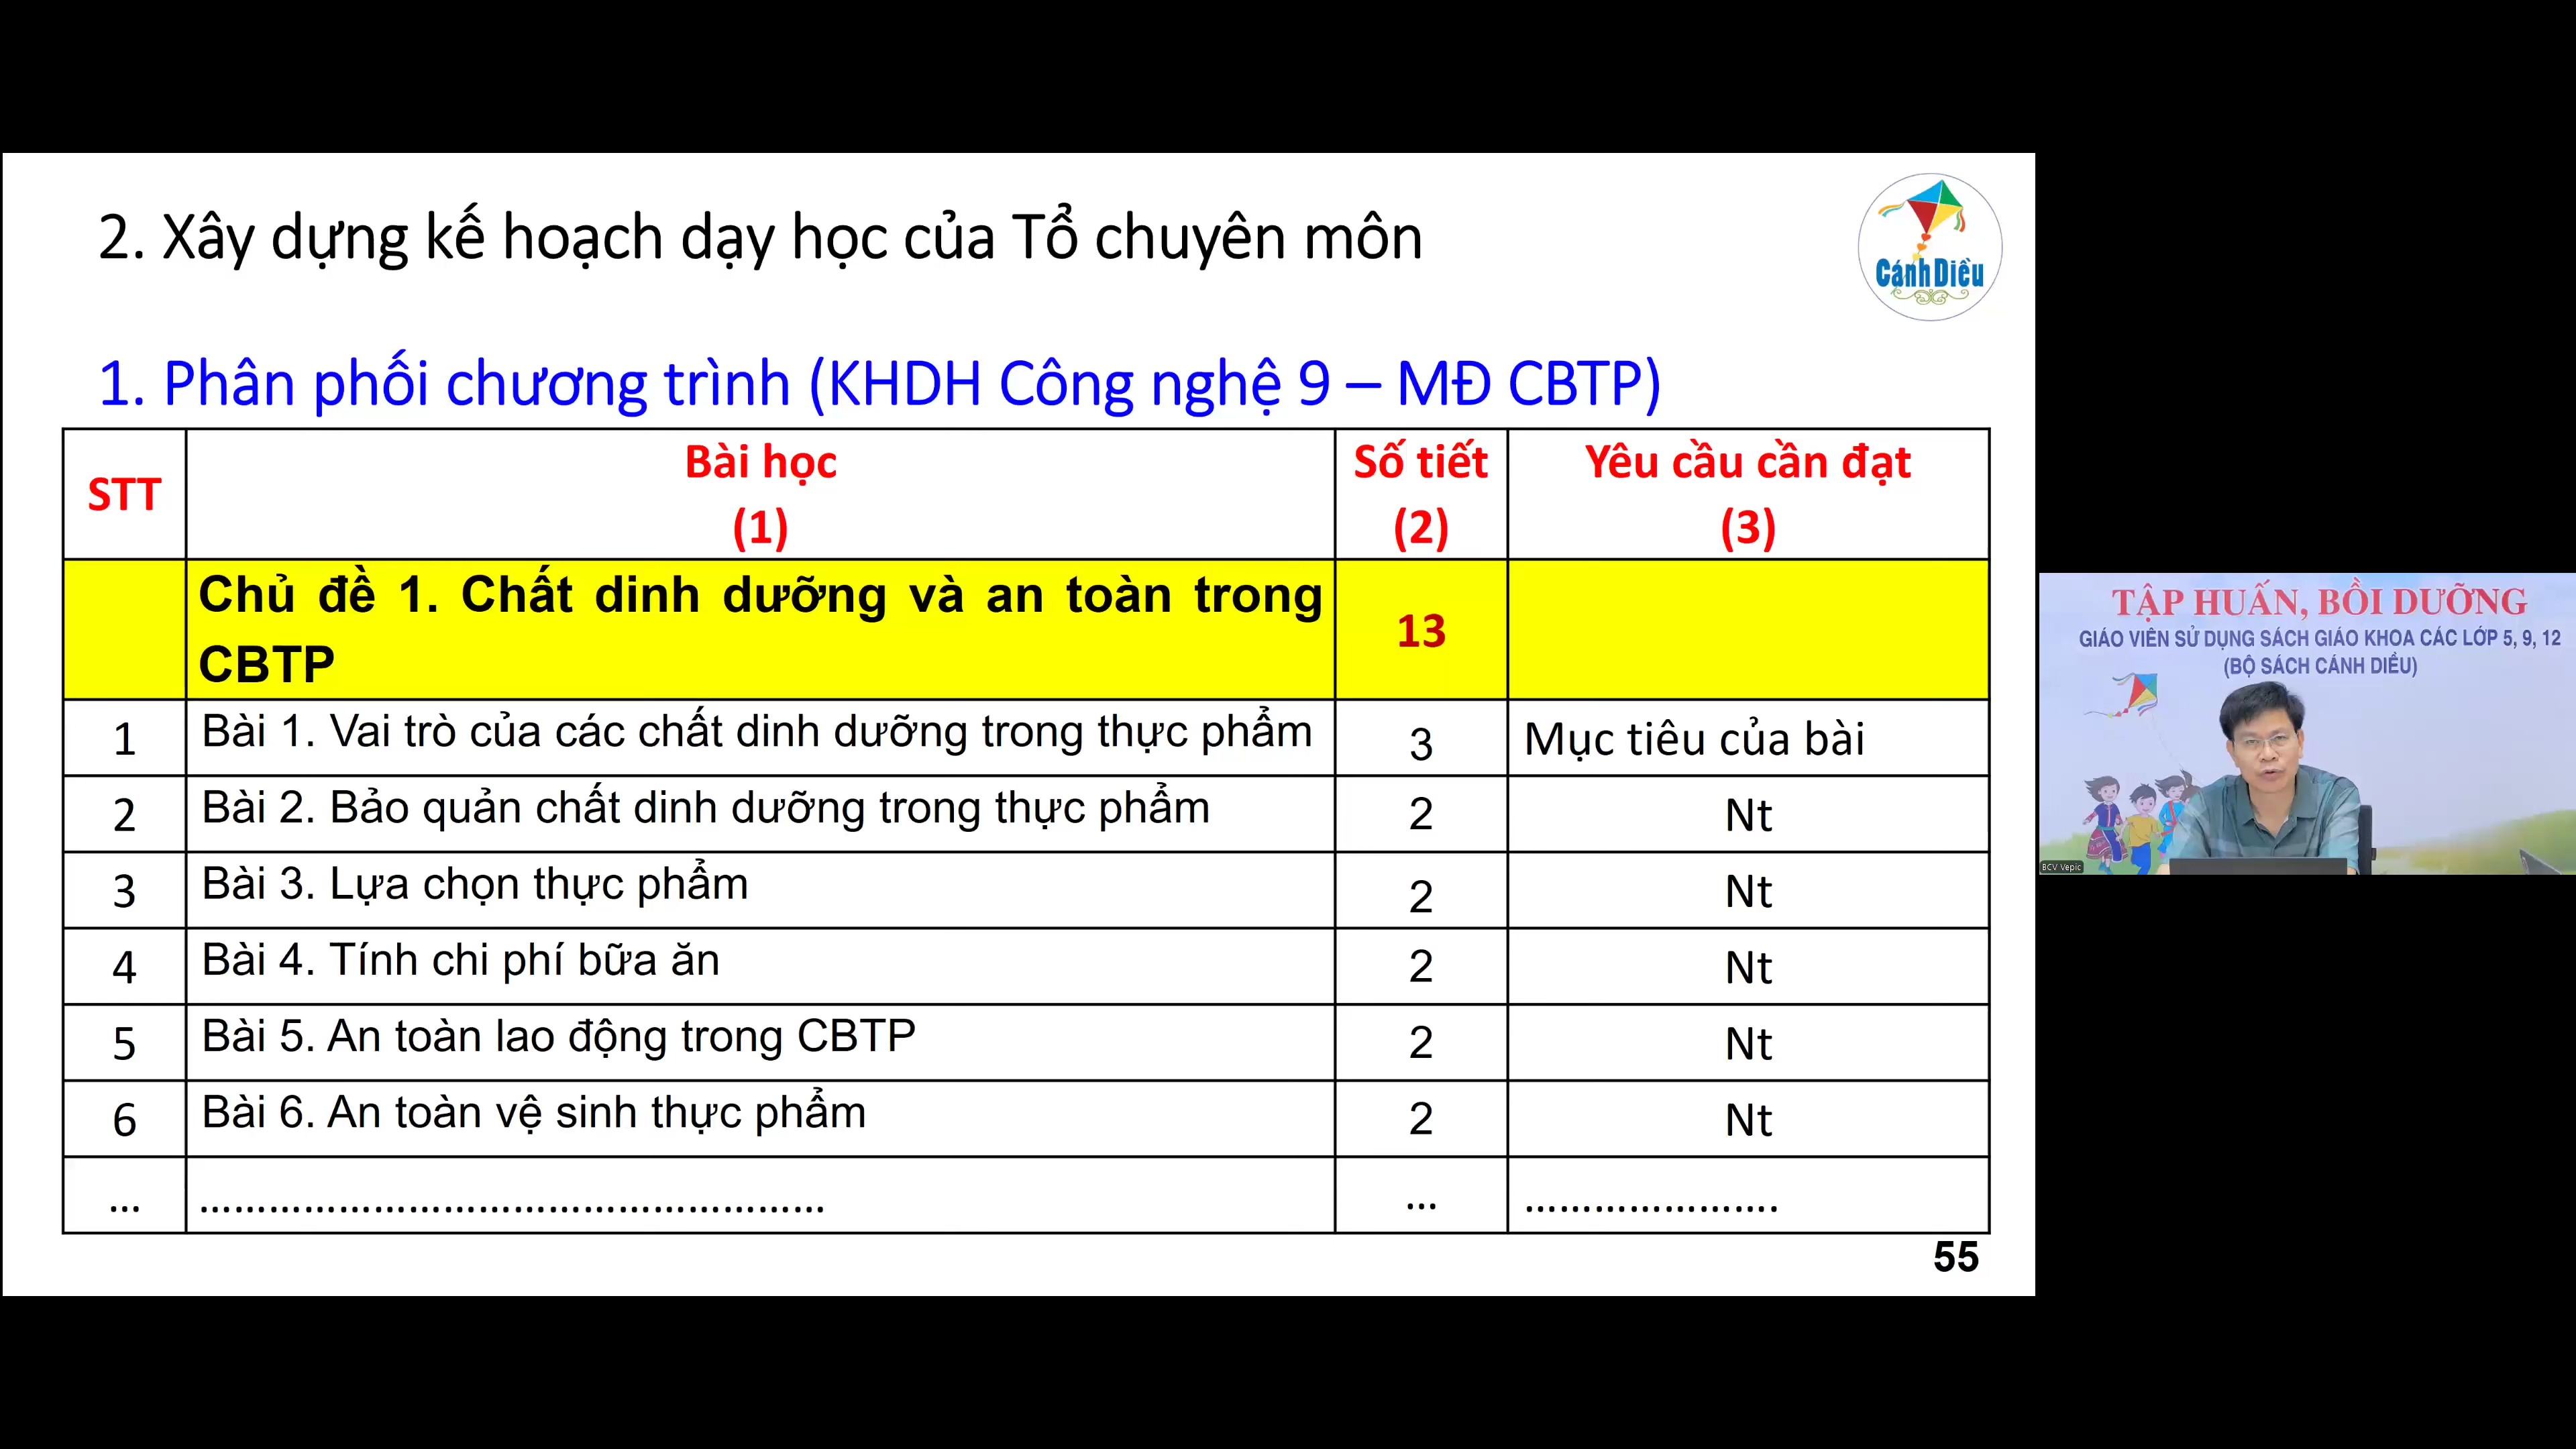 2. Xây dựng kế hoạch dạy học của Tổ chuyên môn
Cánh Diều
1. Phân phối chương trình (KHDH Công nghệ 9 – MĐ CBTP)
STT Bài học (1) Số tiết (2) Yêu cầu cần đạt (3)
Chủ đề 1. Chất dinh dưỡng và an toàn trong
CBTP 13
1 Bài 1. Vai trò của các chất dinh dưỡng trong thực phẩm 3 Mục tiêu của bài
2 Bài 2. Bảo quản chất dinh dưỡng trong thực phẩm 2 Nt
3 Bài 3. Lựa chọn thực phẩm 2 Nt
4 Bài 4. Tính chi phí bữa ăn 2 Nt
5 Bài 5. An toàn lao động trong CBTP 2 Nt
6 Bài 6. An toàn vệ sinh thực phẩm 2 Nt
... ...................................................... ... ......................
55
TẬP HUẤN, BỒI DƯỠNG
GIÁO VIÊN SỬ DỤNG SÁCH GIÁO KHOA CÁC LỚP 5, 9, 12
(BỘ SÁCH CÁNH DIỀU)
BCV Vepic